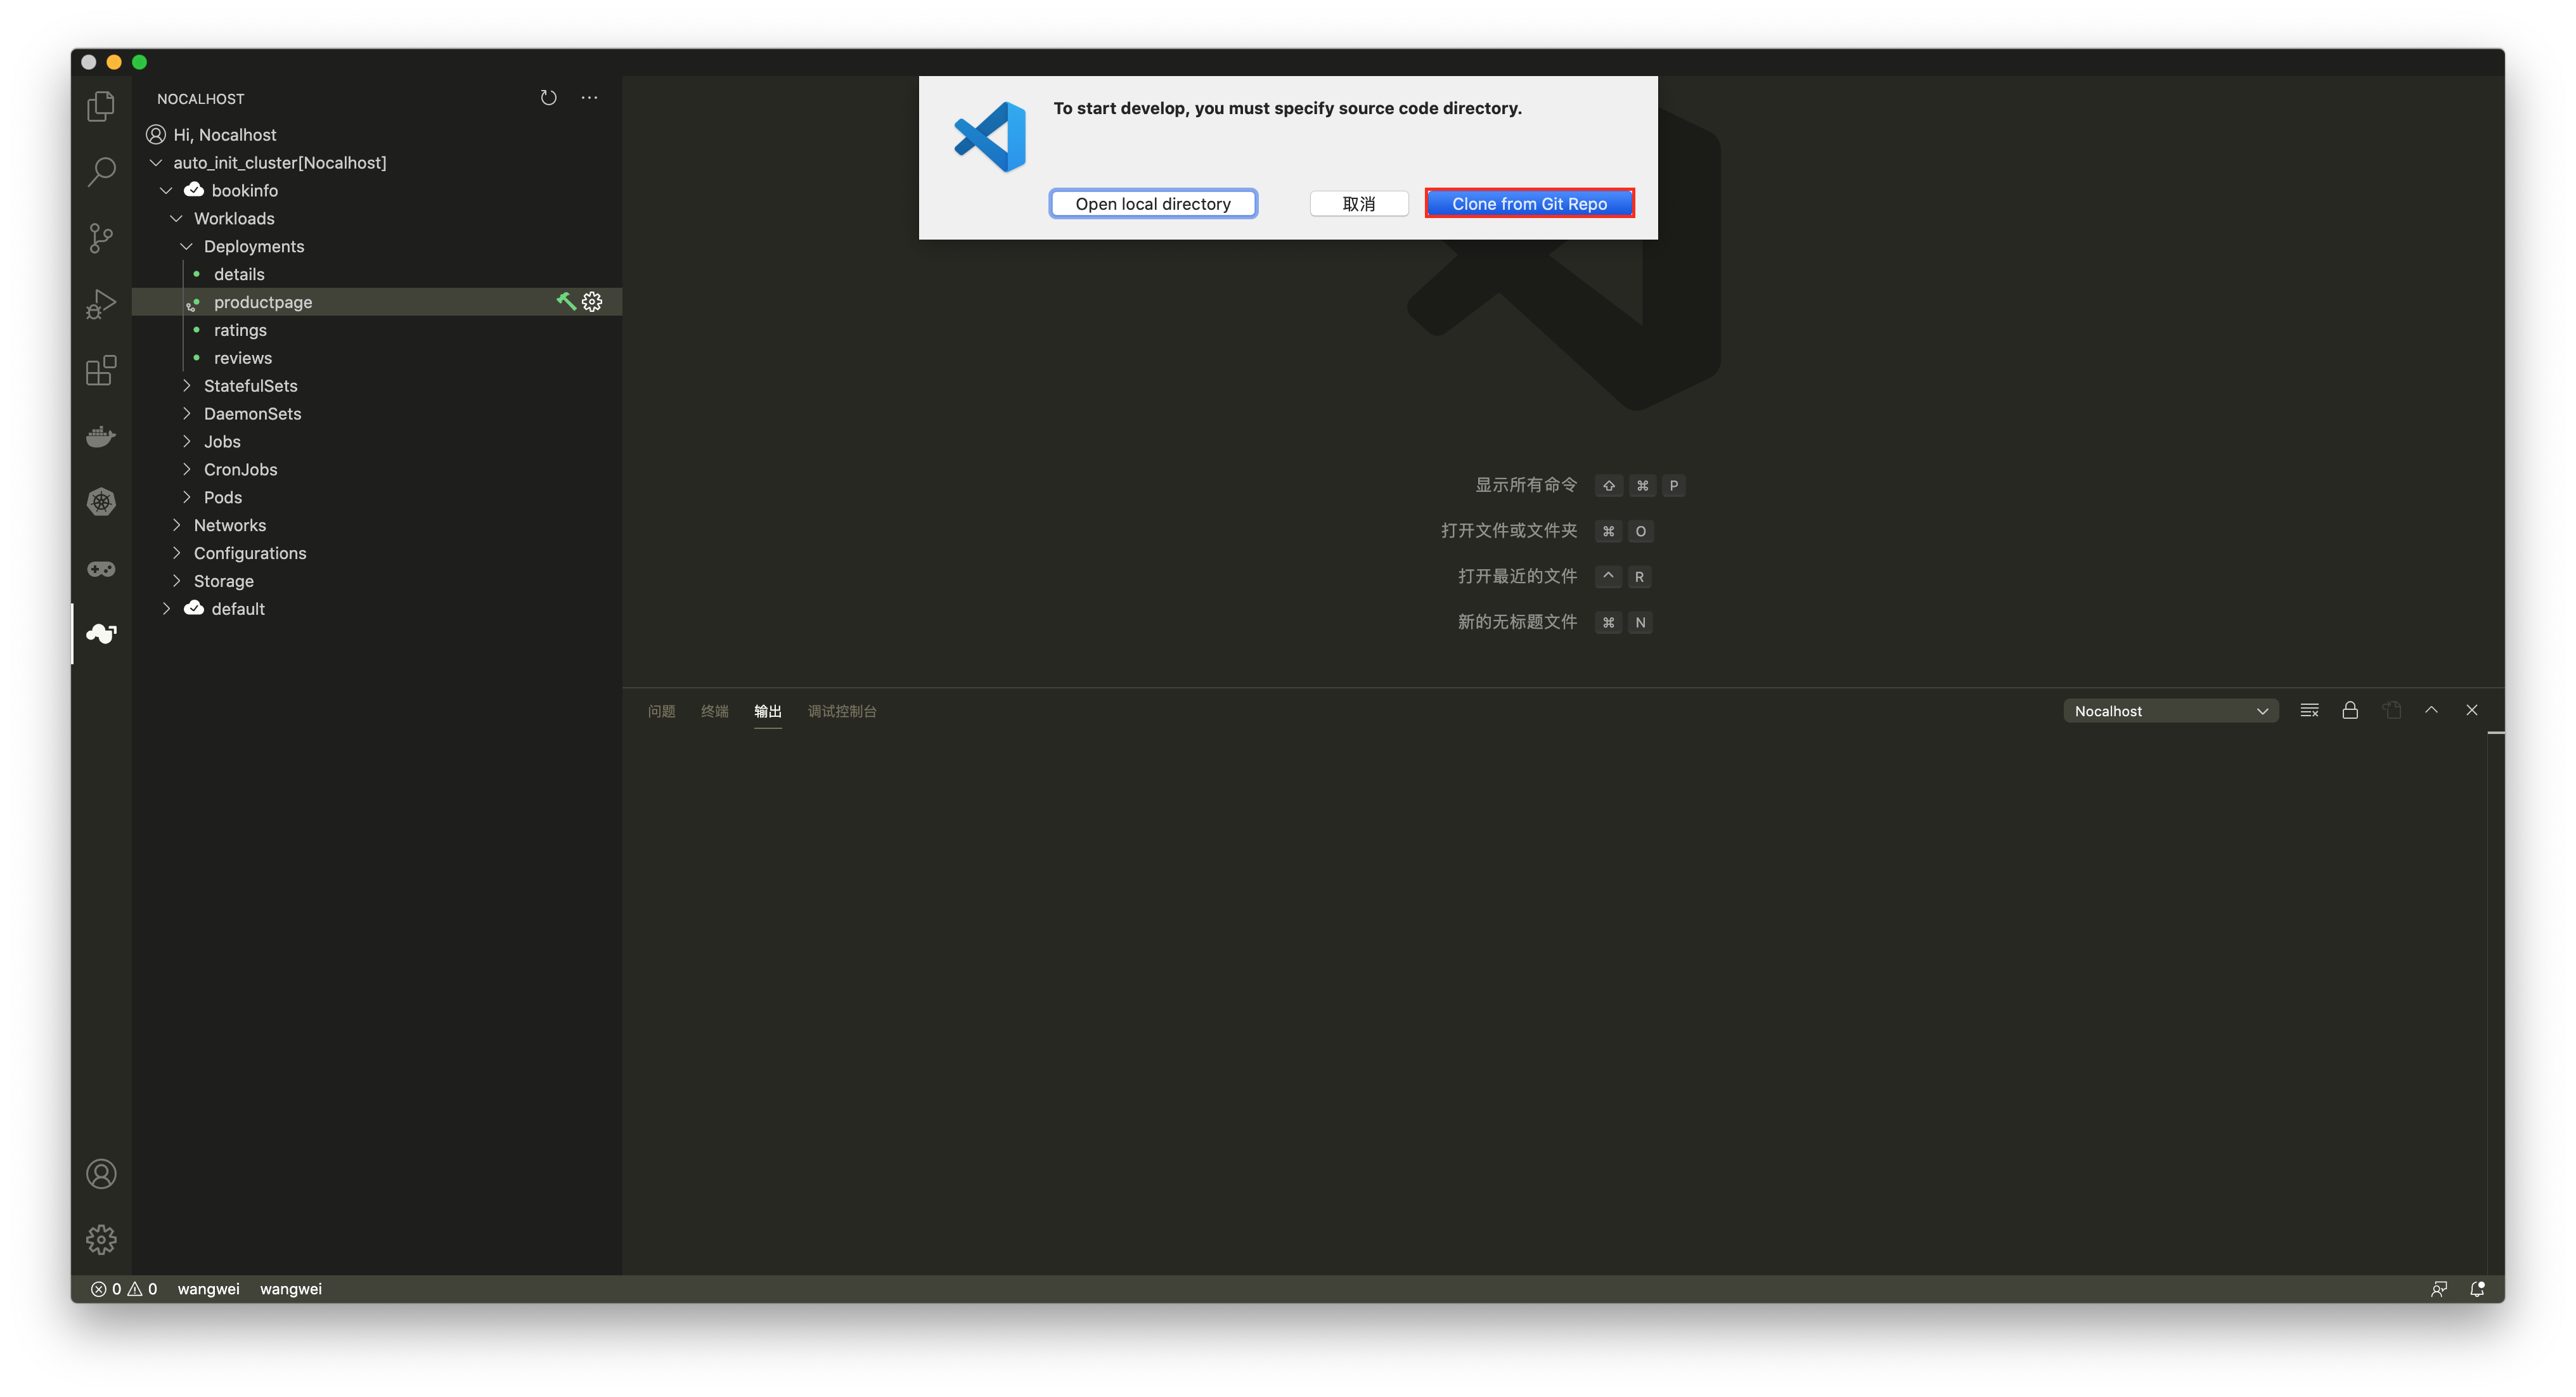 NOCALHOST
Hi, Nocalhost
auto_init_cluster[Nocalhost]
bookinfo
Workloads
Deployments
details
productpage
ratings
reviews
StatefulSets
DaemonSets
Jobs
CronJobs
Pods
Networks
Configurations
Storage
default
To start develop, you must specify source code directory.
Open local directory
取消
Clone from Git Repo
显示所有命令 ⇧ ⌘ P
打开文件或文件夹 ⌘ O
打开最近的文件 ^ R
新的无标题文件 ⌘ N
问题 终端 输出 调试控制台
Nocalhost
0 0 wangwei wangwei